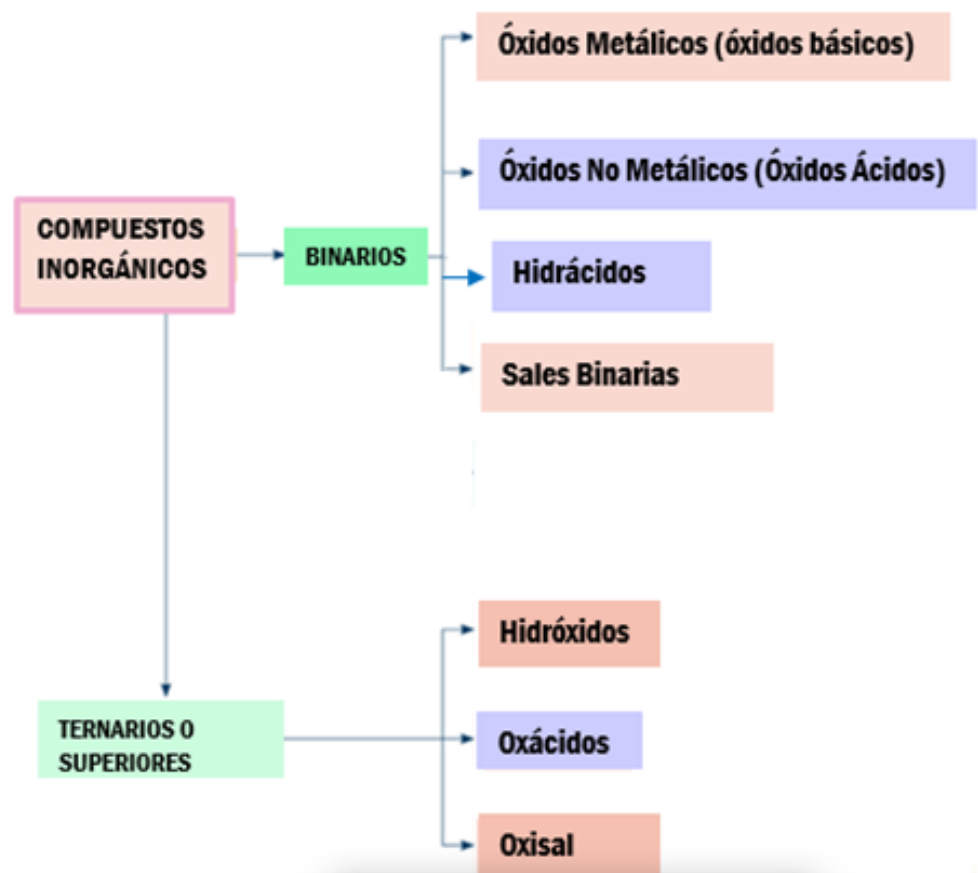 Óxidos Metálicos (óxidos básicos)
Óxidos No Metálicos (Óxidos Ácidos)
COMPUESTOS
INORGÁNICOS
BINARIOS
Hidrácidos
Sales Binarias
Hidróxidos
TERNARIOS O
SUPERIORES
Oxácidos
Oxisal